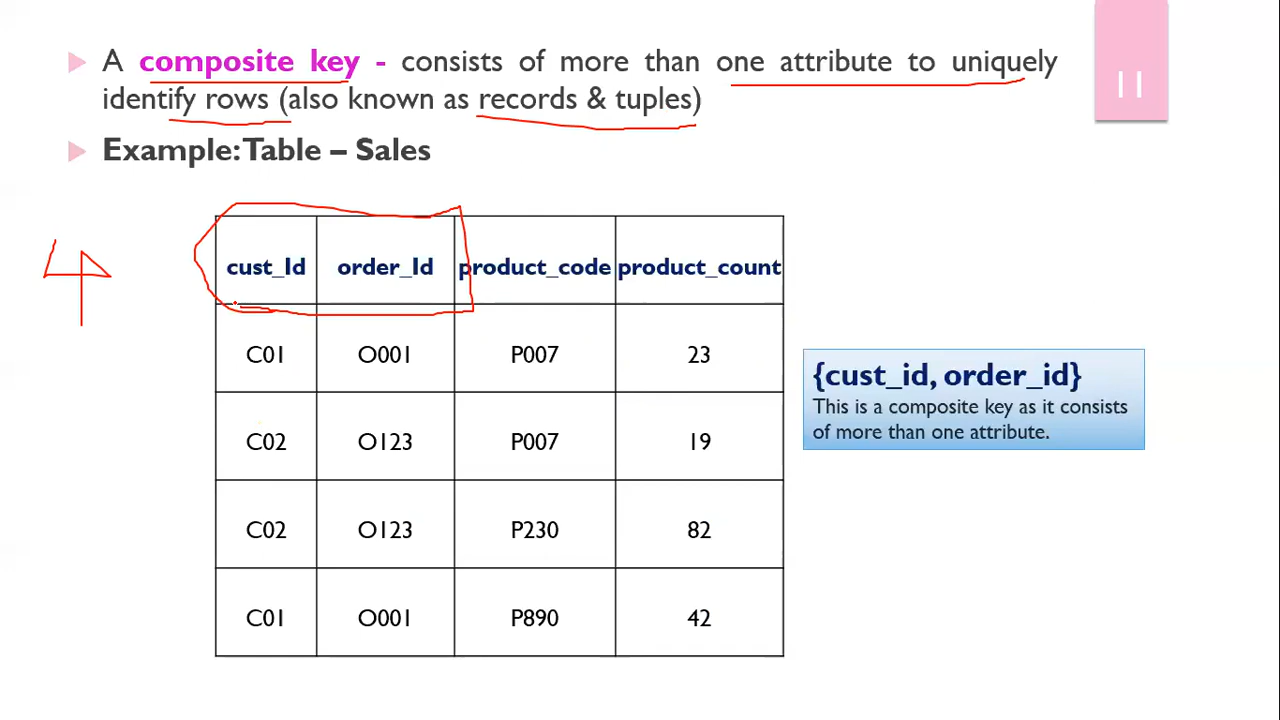 A composite key - consists of more than one attribute to uniquely
identify rows (also known as records & tuples)
11
Example: Table – Sales
4
cust_Id order_Id product_code product_count
C01 O001 P007 23
C02 O123 P007 19
C02 O123 P230 82
C01 O001 P890 42
{cust_id, order_id}
This is a composite key as it consists
of more than one attribute.